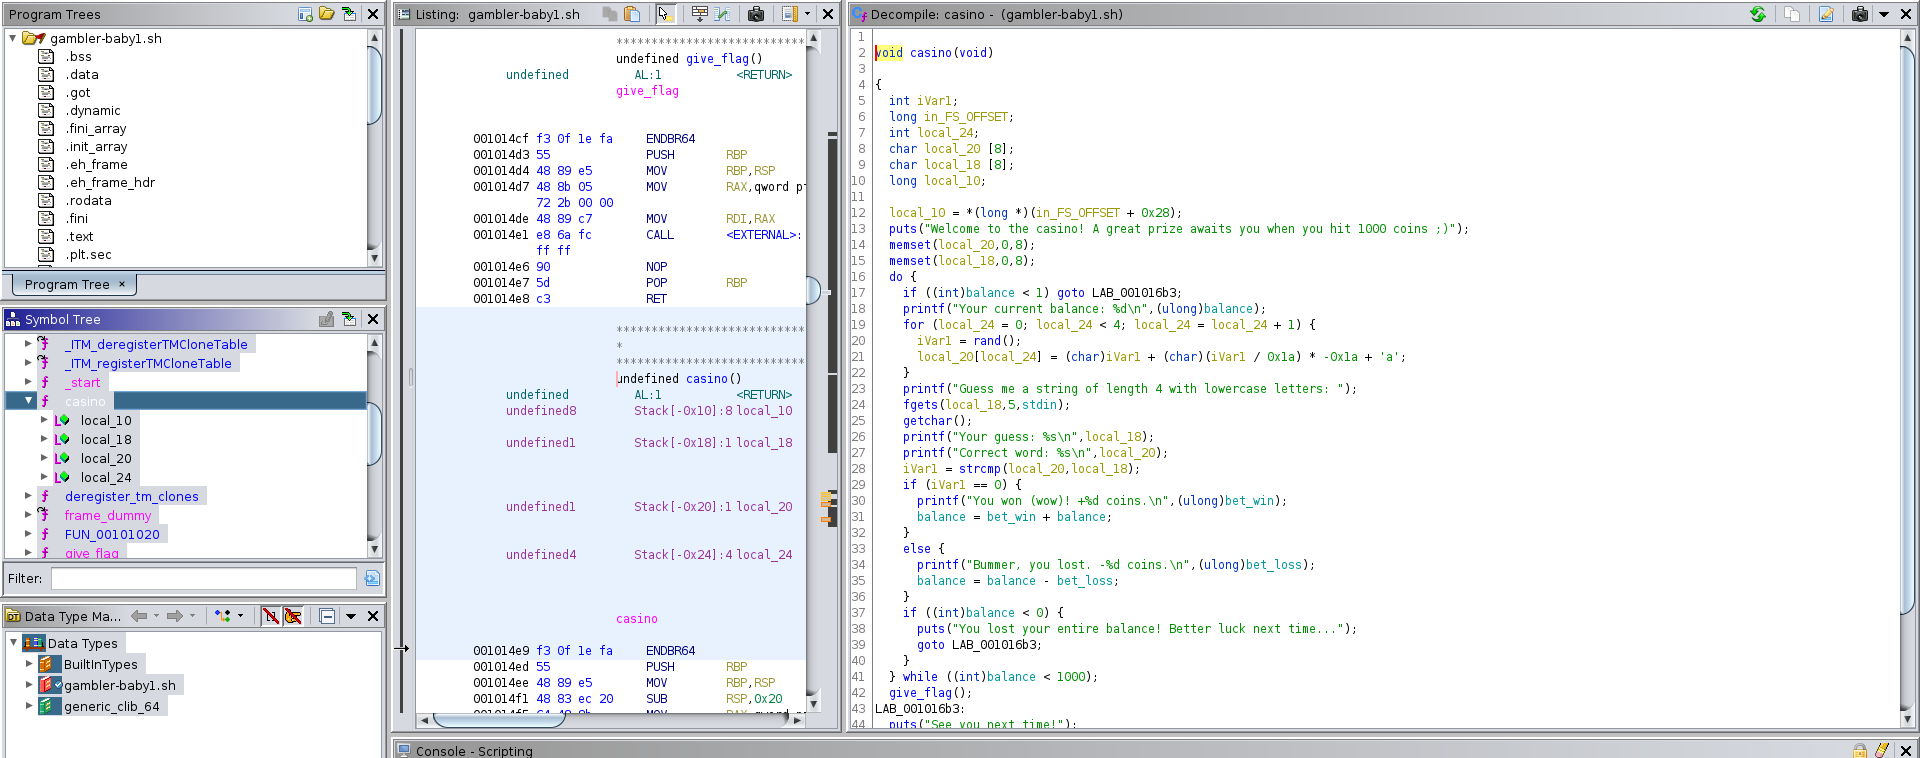 Program Trees
gambler-baby1.sh
.bss
.data
.got
.dynamic
.fini_array
.init_array
.eh_frame
.eh_frame_hdr
.rodata
.fini
.text
.plt.sec
Program Tree ×
Symbol Tree
_ITM_deregisterTMCloneTable
_ITM_registerTMCloneTable
_start
casino
local_10
local_18
local_20
local_24
deregister_tm_clones
frame_dummy
FUN_00101020
give_flag
Filter:
Data Type Ma...
Data Types
BuiltInTypes
gambler-baby1.sh
generic_clib_64
Listing: gambler-baby1.sh
****************************
undefined give_flag()
undefined AL:1 <RETURN>
give_flag
001014cf f3 0f 1e fa ENDBR64
001014d3 55 PUSH RBP
001014d4 48 89 e5 MOV RBP,RSP
001014d7 48 8b 05 MOV RAX,qword pt
72 2b 00 00
001014de 48 89 c7 MOV RDI,RAX
001014e1 e8 6a fc CALL <EXTERNAL>:
ff ff
001014e6 90 NOP
001014e7 5d POP RBP
001014e8 c3 RET
****************************
*
****************************
undefined casino()
undefined AL:1 <RETURN>
undefined8 Stack[-0x10]:8 local_10
undefined1 Stack[-0x18]:1 local_18
undefined1 Stack[-0x20]:1 local_20
undefined4 Stack[-0x24]:4 local_24
casino
001014e9 f3 0f 1e fa ENDBR64
001014ed 55 PUSH RBP
001014ee 48 89 e5 MOV RBP,RSP
001014f1 48 83 ec 20 SUB RSP,0x20
Decompile: casino - (gambler-baby1.sh)
1
2 void casino(void)
3
4 {
5 int iVar1;
6 long in_FS_OFFSET;
7 int local_24;
8 char local_20 [8];
9 char local_18 [8];
10 long local_10;
11
12 local_10 = *(long *)(in_FS_OFFSET + 0x28);
13 puts("Welcome to the casino! A great prize awaits you when you hit 1000 coins ;)");
14 memset(local_20,0,8);
15 memset(local_18,0,8);
16 do {
17 if ((int)balance < 1) goto LAB_001016b3;
18 printf("Your current balance: %d\n",(ulong)balance);
19 for (local_24 = 0; local_24 < 4; local_24 = local_24 + 1) {
20 iVar1 = rand();
21 local_20[local_24] = (char)iVar1 + (char)(iVar1 / 0x1a) * -0x1a + 'a';
22 }
23 printf("Guess me a string of length 4 with lowercase letters: ");
24 fgets(local_18,5,stdin);
25 getchar();
26 printf("Your guess: %s\n",local_18);
27 printf("Correct word: %s\n",local_20);
28 iVar1 = strcmp(local_20,local_18);
29 if (iVar1 == 0) {
30 printf("You won (wow)! +%d coins.\n",(ulong)bet_win);
31 balance = bet_win + balance;
32 }
33 else {
34 printf("Bummer, you lost. -%d coins.\n",(ulong)bet_loss);
35 balance = balance - bet_loss;
36 }
37 if ((int)balance < 0) {
38 puts("You lost your entire balance! Better luck next time...");
39 goto LAB_001016b3;
40 }
41 } while ((int)balance < 1000);
42 give_flag();
43 LAB_001016b3:
44 puts("See you next time!");
Console - Scripting